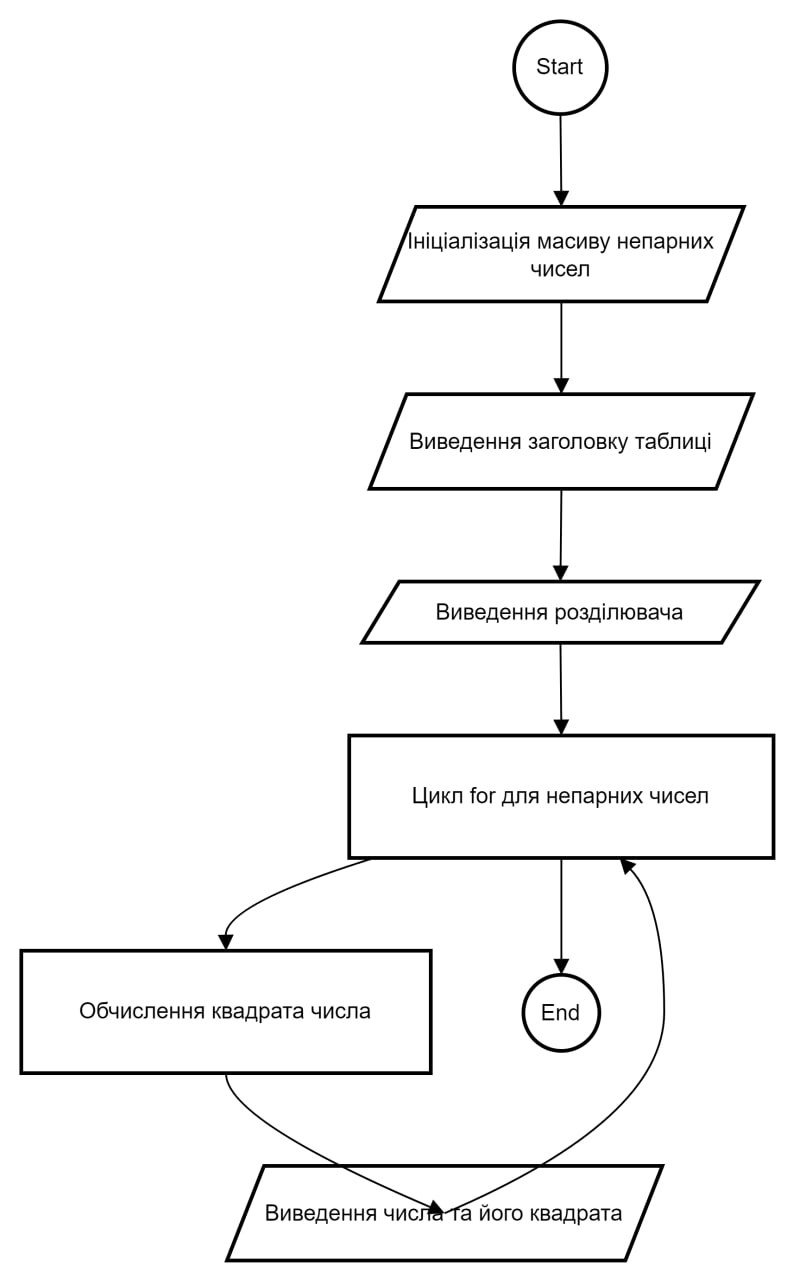 Start
Ініціалізація масиву непарних
чисел
Виведення заголовку таблиці
Виведення розділювача
Цикл for для непарних чисел
Обчислення квадрата числа
End
Виведення числа та його квадрата